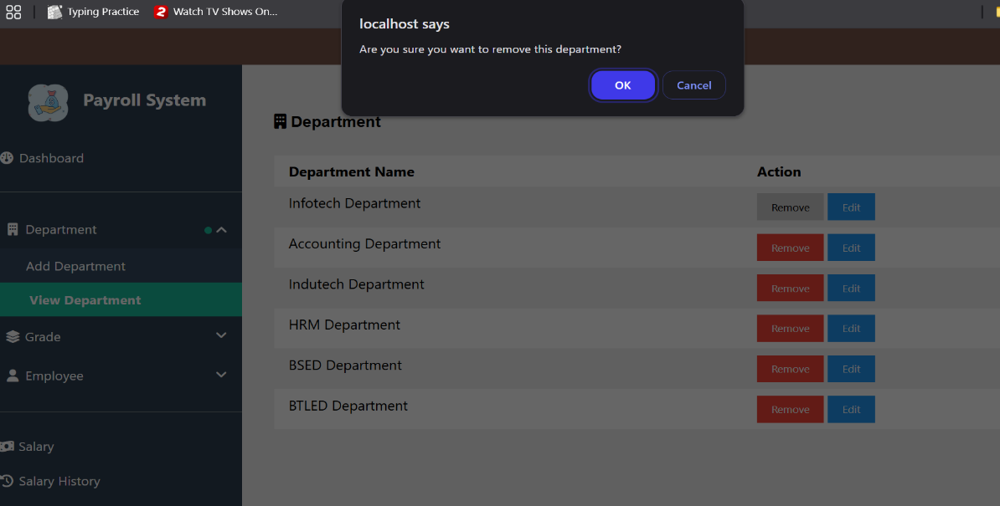 Typing Practice
2 Watch TV Shows On...
localhost says
Are you sure you want to remove this department?
OK Cancel
Payroll System
Dashboard
Department
Add Department
View Department
Grade
Employee
Salary
Salary History
Department
Department Name Action
Infotech Department Remove Edit
Accounting Department Remove Edit
Indutech Department Remove Edit
HRM Department Remove Edit
BSED Department Remove Edit
BTLED Department Remove Edit